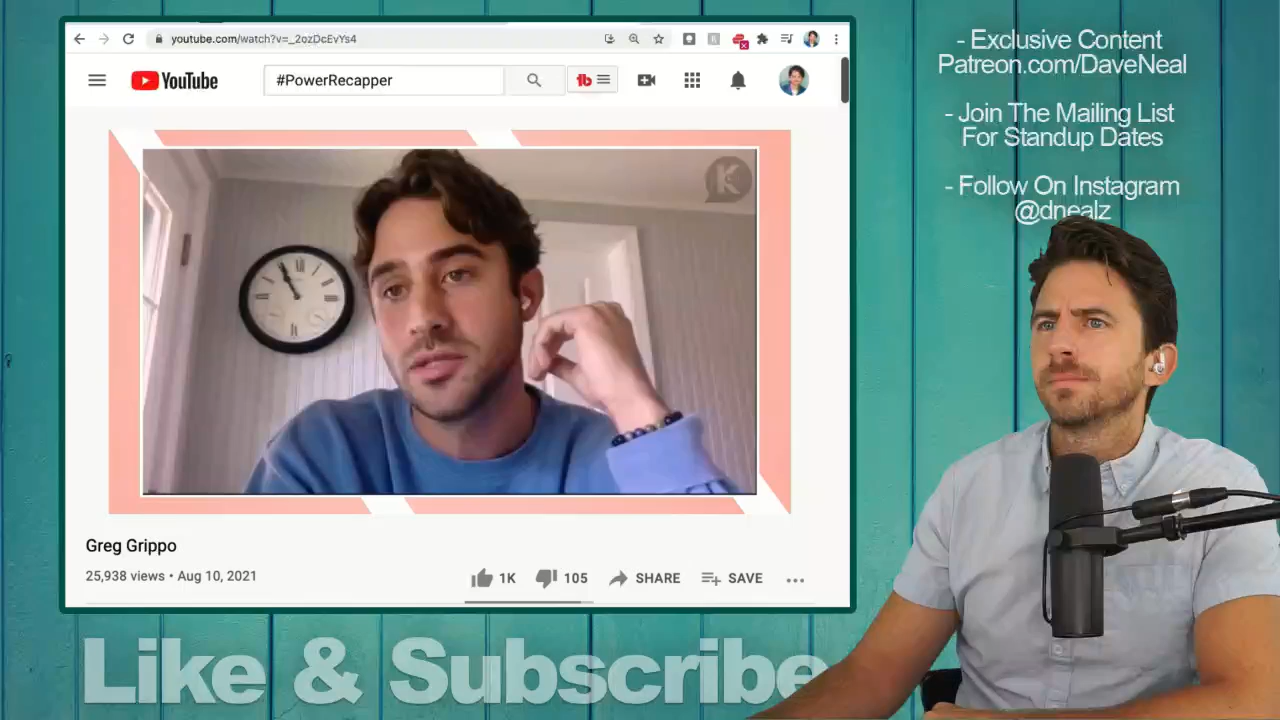 youtube.com/watch?v=_2ozDcEvYs4
YouTube
#PowerRecapper
tb
K
Greg Grippo
25,938 views • Aug 10, 2021
1K
105
SHARE
SAVE
Like & Subscribe
- Exclusive Content
Patreon.com/DaveNeal
- Join The Mailing List
For Standup Dates
- Follow On Instagram
@dnealz